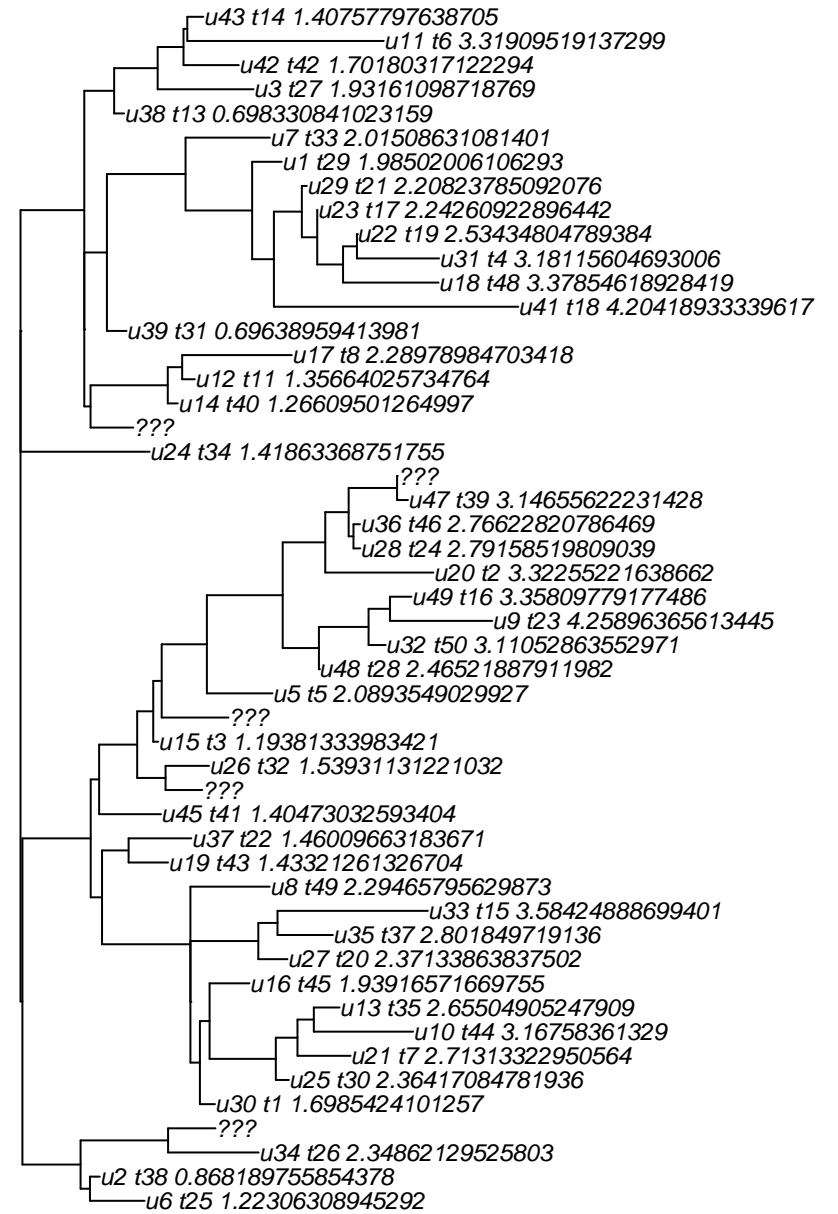 u43 t14 1.40757797638705
u11 t6 3.31909519137299
u42 t42 1.70180317122294
u3 t27 1.93161098718769
u38 t13 0.698330841023159
u7 t33 2.01508631081401
u1 t29 1.98502006106293
u29 t21 2.20823785092076
u23 t17 2.24260922896442
u22 t19 2.53434804789384
u31 t4 3.18115604693006
u18 t48 3.37854618928419
u41 t18 4.20418933339617
u39 t31 0.69638959413981
u17 t8 2.28978984703418
u12 t11 1.35664025734764
u14 t40 1.26609501264997
???
u24 t34 1.41863368751755
???
u47 t39 3.14655622231428
u36 t46 2.76622820786469
u28 t24 2.79158519809039
u20 t2 3.32255221638662
u49 t16 3.35809779177486
u9 t23 4.25896365613445
u32 t50 3.11052863552971
u48 t28 2.46521887911982
u5 t5 2.0893549029927
???
u15 t3 1.19381333983421
u26 t32 1.53931131221032
???
u45 t41 1.40473032593404
u37 t22 1.46009663183671
u19 t43 1.43321261326704
u8 t49 2.29465795629873
u33 t15 3.58424888699401
u35 t37 2.801849719136
u27 t20 2.37133863837502
u16 t45 1.93916571669755
u13 t35 2.65504905247909
u10 t44 3.16758361329
u21 t7 2.71313322950564
u25 t30 2.36417084781936
u30 t1 1.6985424101257
???
u34 t26 2.34862129525803
u2 t38 0.868189755854378
u6 t25 1.22306308945292